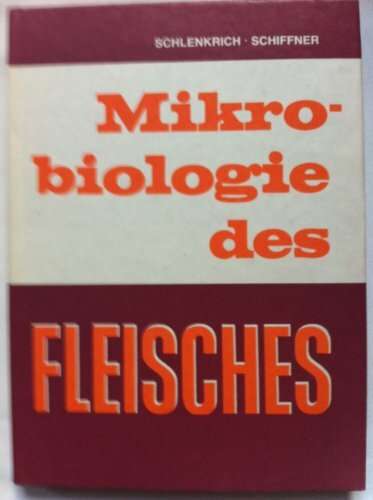 SCHLENKRICH · SCHIFFNER
Mikro-
biologie
des
FLEISCHES